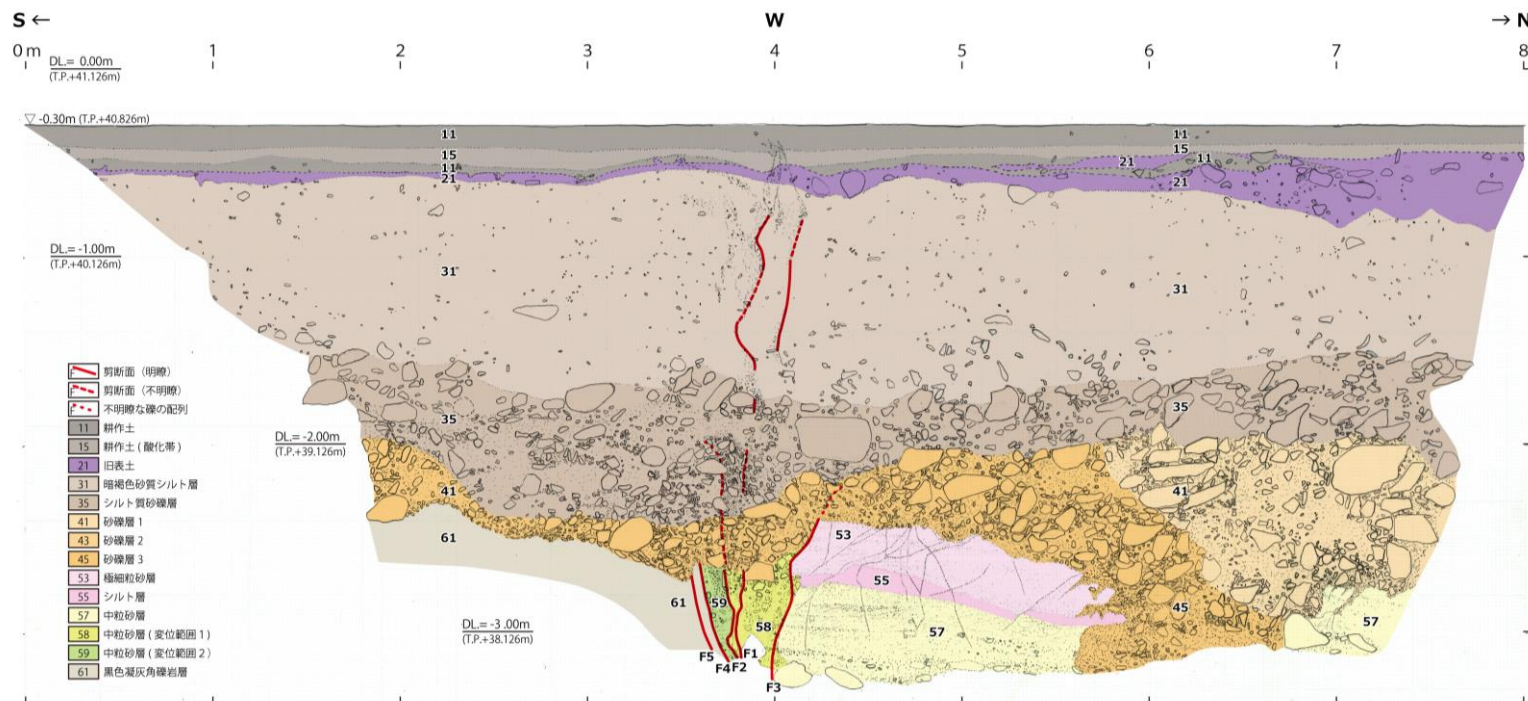 S ← W → N
0 m 1 2 3 4 5 6 7 8
DL.= 0.00m
(T.P.+41.126m)
▽ -0.30m (T.P.+40.826m)
11 11
15 15
11 21 11
21 21
DL.= -1.00m
(T.P.+40.126m)
31 31
剪断面（明瞭）
剪断面（不明瞭）
不明瞭な礫の配列
11 耕作土
15 耕作土 ( 酸化帯 )
21 旧表土
31 暗褐色砂質シルト層
35 シルト質砂礫層
41 砂礫層 1
43 砂礫層 2
45 砂礫層 3
53 極細粒砂層
55 シルト層
57 中粒砂層
58 中粒砂層 ( 変位範囲 1 )
59 中粒砂層 ( 変位範囲 2 )
61 黒色凝灰角礫岩層
35 35
DL.= -2.00m
(T.P.+39.126m)
41 41
61 53
55
61 59 58 57 45 57
DL.= -3 .00m
(T.P.+38.126m)
F5 F4 F2 F1 F3